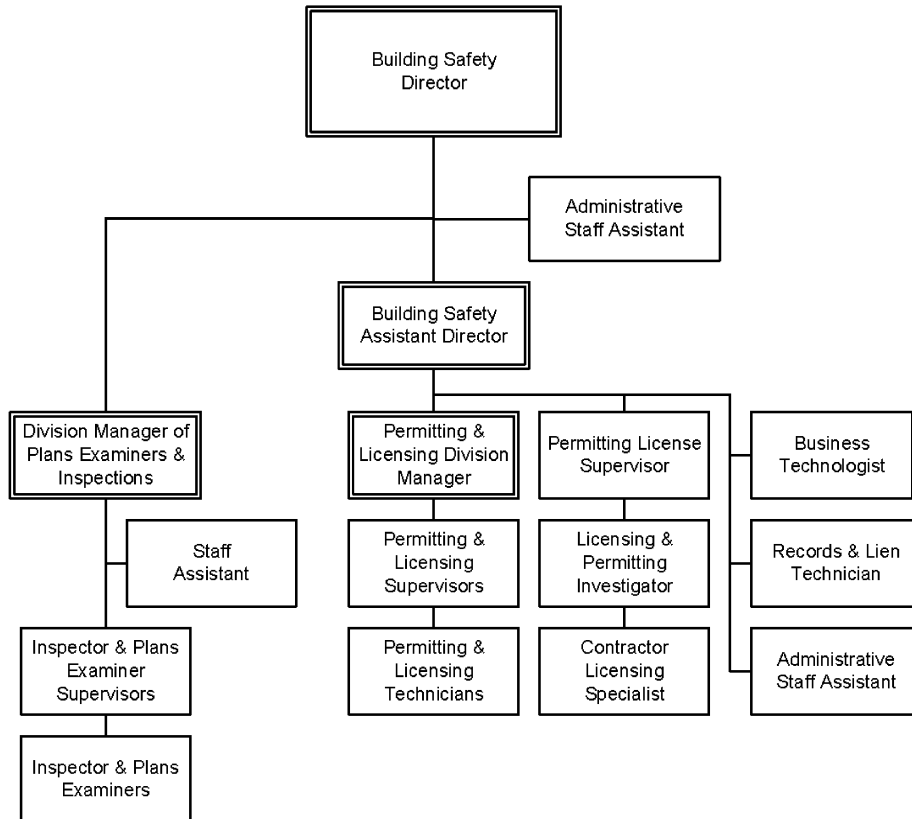 Building Safety
Director
Administrative
Staff Assistant
Building Safety
Assistant Director
Division Manager of
Plans Examiners &
Inspections
Permitting &
Licensing Division
Manager
Permitting License
Supervisor
Business
Technologist
Staff
Assistant
Permitting &
Licensing
Supervisors
Licensing &
Permitting
Investigator
Records & Lien
Technician
Inspector & Plans
Examiner
Supervisors
Permitting &
Licensing
Technicians
Contractor
Licensing
Specialist
Administrative
Staff Assistant
Inspector & Plans
Examiners